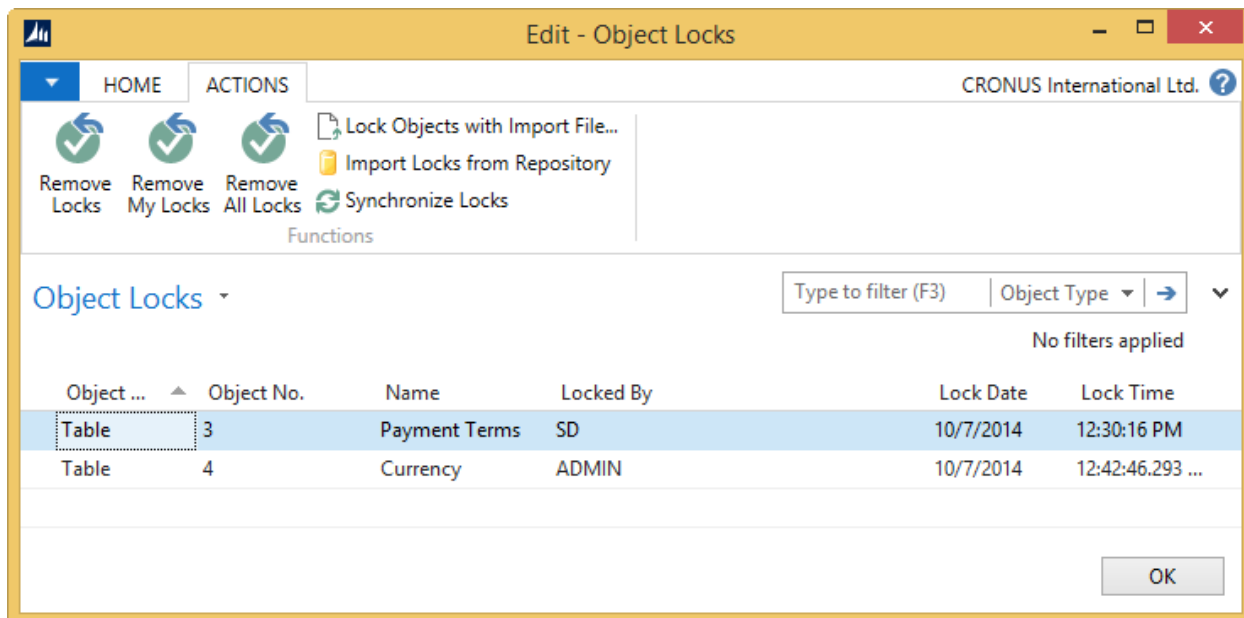 Edit - Object Locks
HOME ACTIONS CRONUS International Ltd.
Lock Objects with Import File...
Import Locks from Repository
Remove Remove Remove
Locks My Locks All Locks
Synchronize Locks
Functions
Object Locks
Type to filter (F3) Object Type
No filters applied
Object ... Object No. Name Locked By Lock Date Lock Time
Table 3 Payment Terms SD 10/7/2014 12:30:16 PM
Table 4 Currency ADMIN 10/7/2014 12:42:46.293 ...
OK